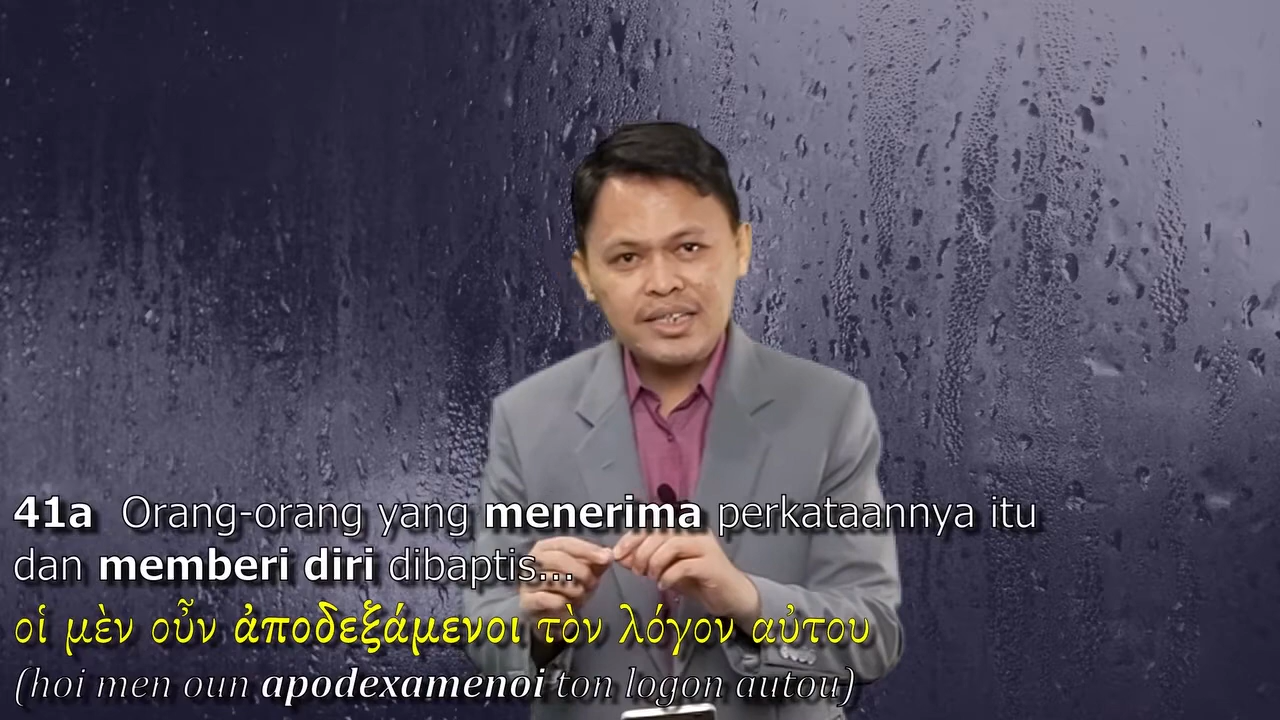 41a Orang-orang yang menerima perkataannya itu
dan memberi diri dibaptis...
οἱ μὲν οὖν ἀποδεξάμενοι τὸν λόγον αὐτου
(hoi men oun apodexamenoi ton logon autou)